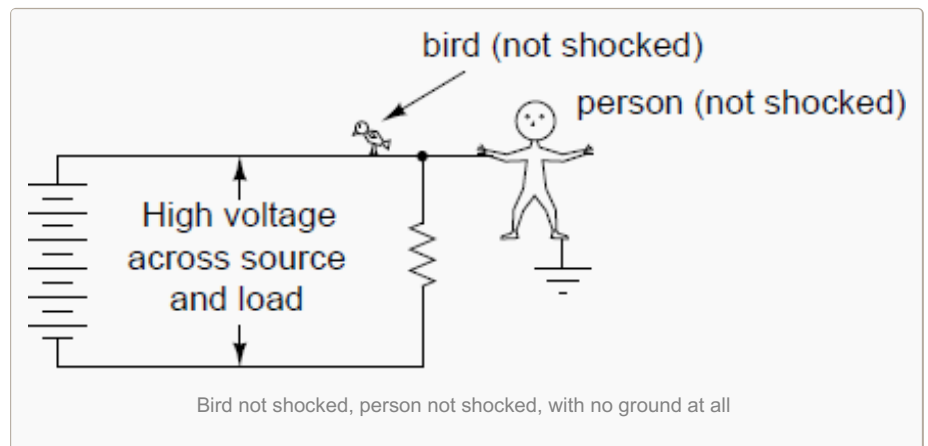 bird (not shocked)
person (not shocked)
High voltage
across source
and load
Bird not shocked, person not shocked, with no ground at all